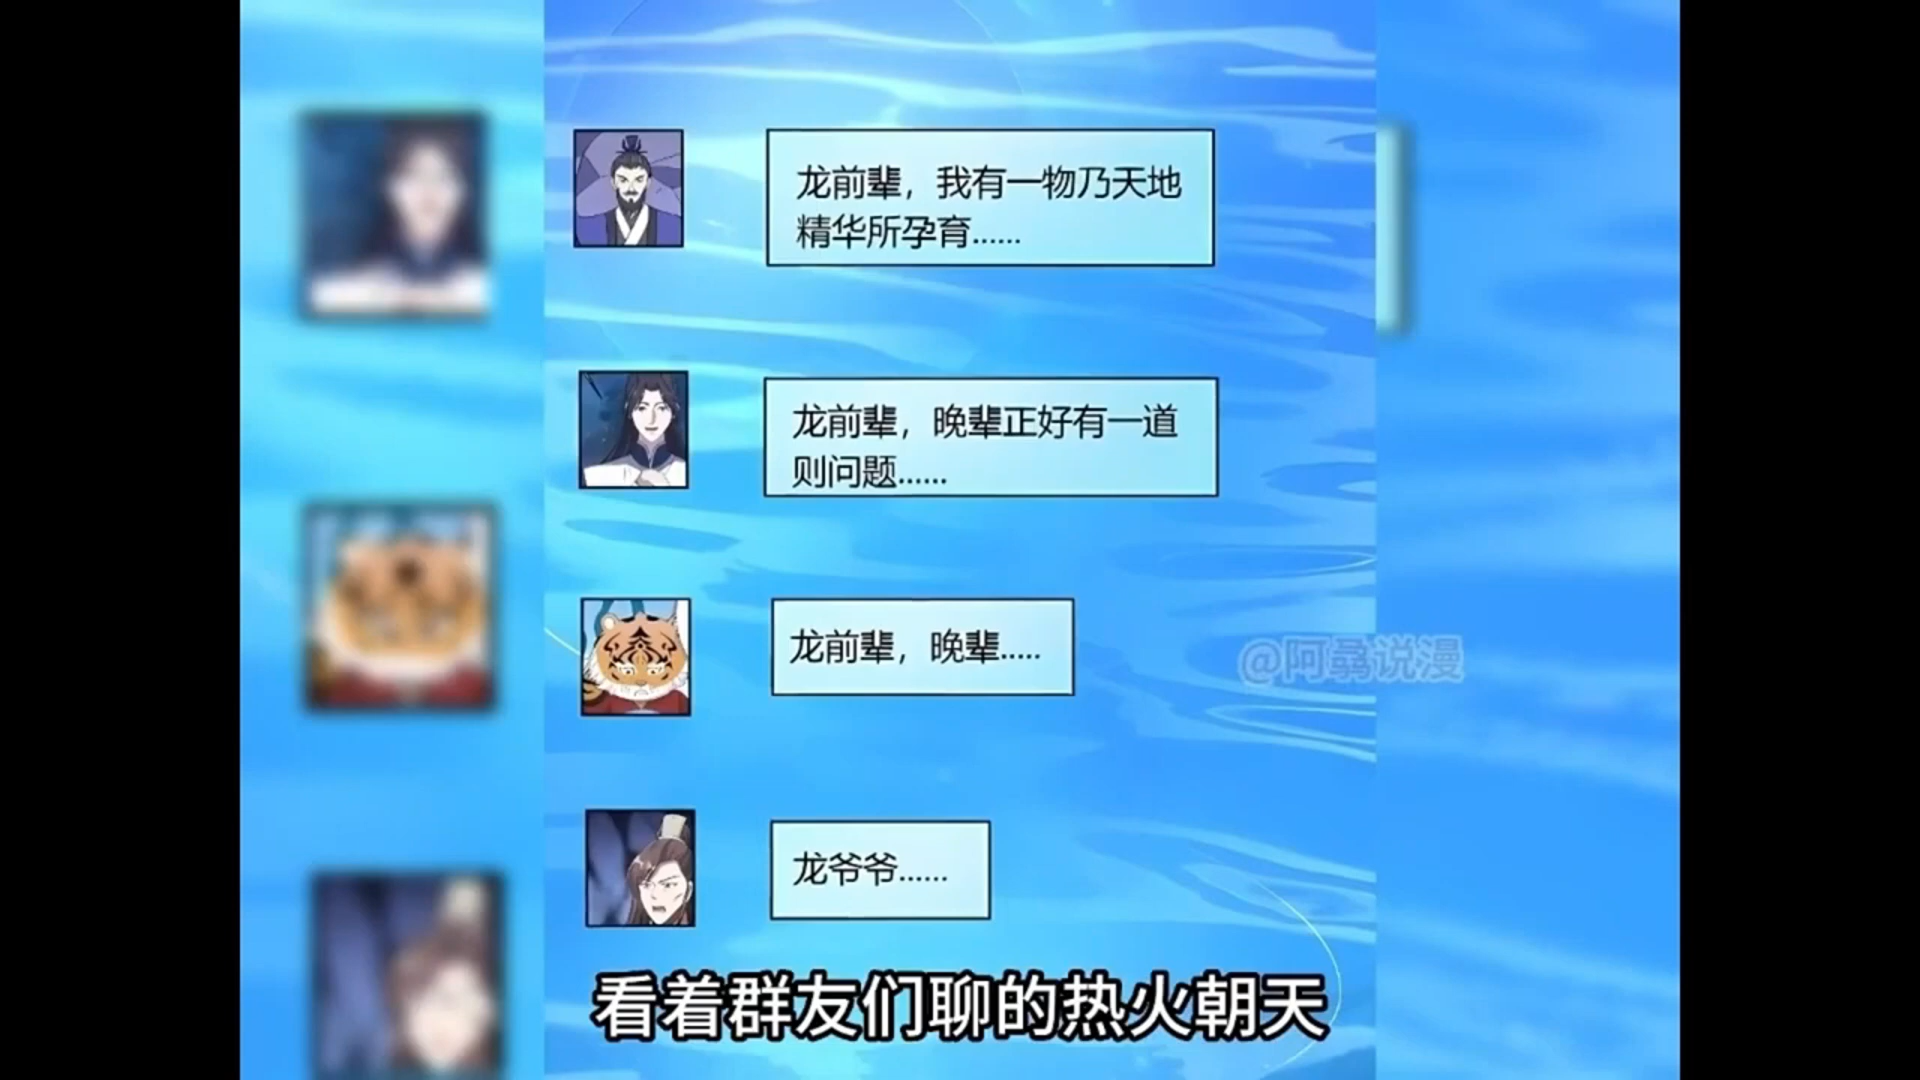 龙前辈，我有一物乃天地
精华所孕育......
龙前辈，晚辈正好有一道
则问题......
龙前辈，晚辈.....
@阿骉说漫
龙爷爷......
看着群友们聊的热火朝天